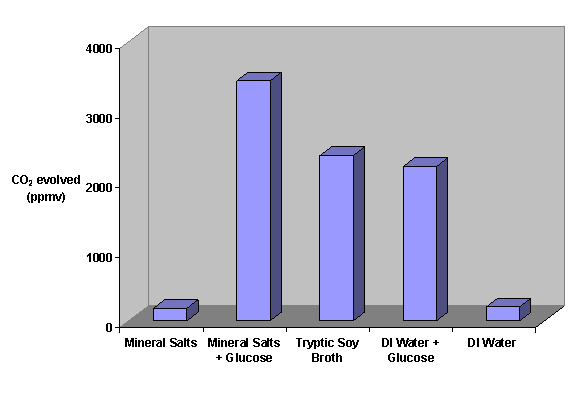 4000
3000
CO₂ evolved
(ppmv)
2000
1000
0
Mineral Salts
Mineral Salts
+ Glucose
Tryptic Soy
Broth
DI Water +
Glucose
DI Water